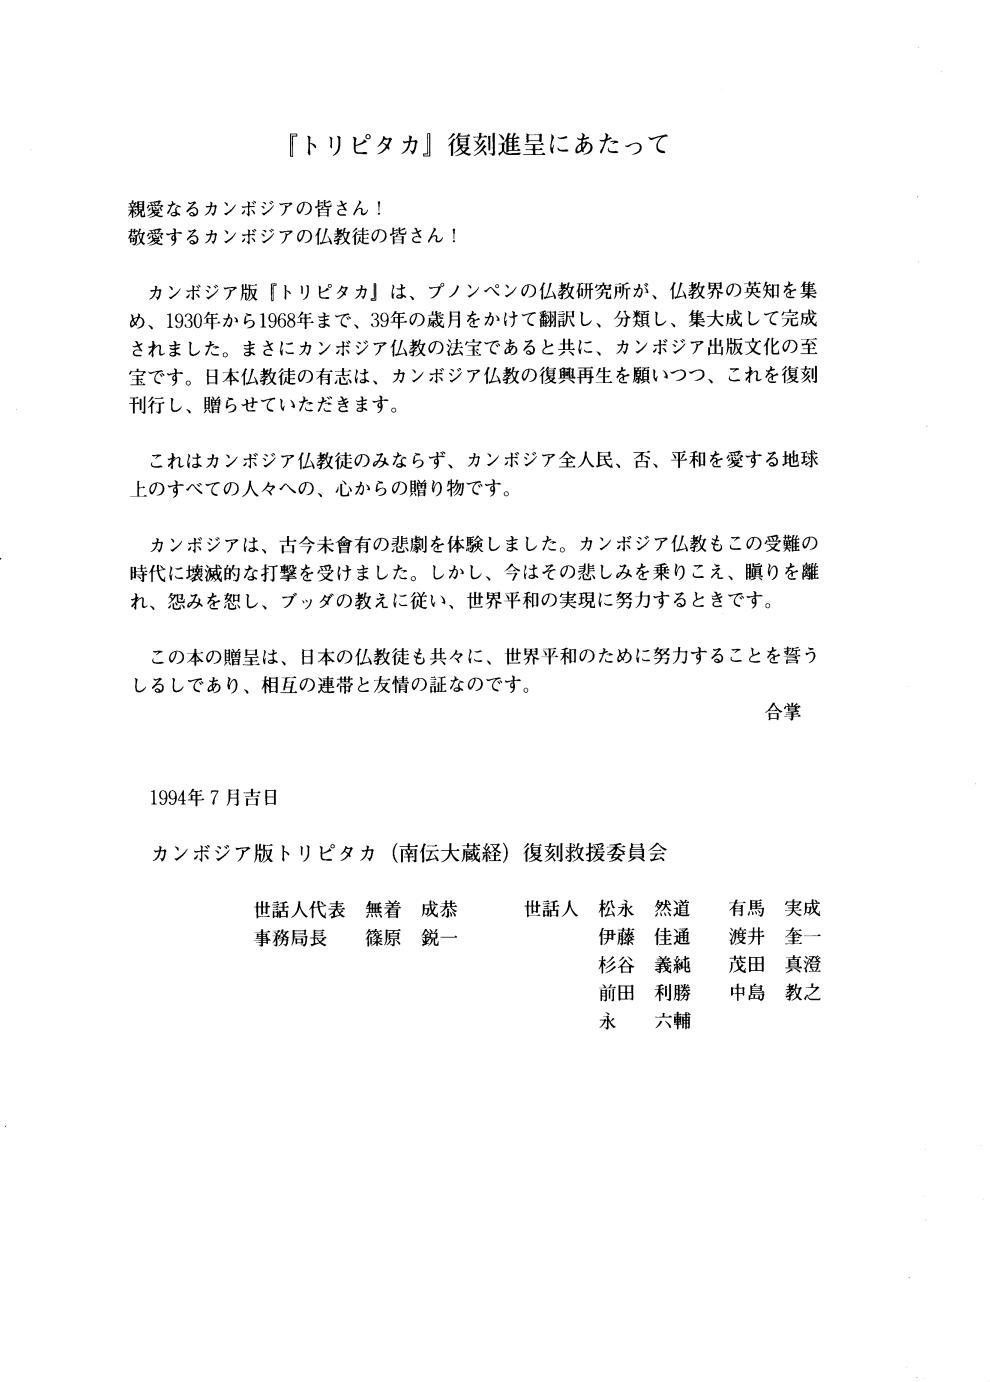 『トリピタカ』復刻進呈にあたって
親愛なるカンボジアの皆さん！
敬愛するカンボジアの仏教徒の皆さん！
カンボジア版『トリピタカ』は、プノンペンの仏教研究所が、仏教界の英知を集
め、1930年から1968年まで、39年の歳月をかけて翻訳し、分類し、集大成して完成
されました。まさにカンボジア仏教の法宝であると共に、カンボジア出版文化の至
宝です。日本仏教徒の有志は、カンボジア仏教の復興再生を願いつつ、これを復刻
刊行し、贈らせていただきます。
これはカンボジア仏教徒のみならず、カンボジア全人民、否、平和を愛する地球
上のすべての人々への、心からの贈り物です。
カンボジアは、古今未會有の悲劇を体験しました。カンボジア仏教もこの受難の
時代に壊滅的な打撃を受けました。しかし、今はその悲しみを乗りこえ、瞋りを離
れ、怨みを恕し、ブッダの教えに従い、世界平和の実現に努力するときです。
この本の贈呈は、日本の仏教徒も共々に、世界平和のために努力することを誓う
しるしであり、相互の連帯と友情の証なのです。
合掌
1994年７月吉日
カンボジア版トリピタカ（南伝大蔵経）復刻救援委員会
世話人代表　無着　成恭　世話人　松永　然道　有馬　実成
事務局長　篠原　鋭一　伊藤　佳通　渡井　奎一
杉谷　義純　茂田　真澄
前田　利勝　中島　教之
永　六輔